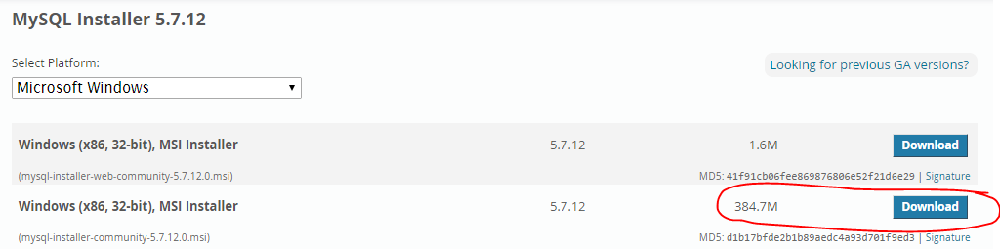 MySQL Installer 5.7.12
Select Platform:
Looking for previous GA versions?
Microsoft Windows
Windows (x86, 32-bit), MSI Installer 5.7.12 1.6M Download
(mysql-installer-web-community-5.7.12.0.msi) MD5: 41f91cb06fee869876806e52f21d6e29 | Signature
Windows (x86, 32-bit), MSI Installer 5.7.12 384.7M Download
(mysql-installer-community-5.7.12.0.msi) MD5: d1b17bfde2b1b89aedc4a93d701f9ed3 | Signature